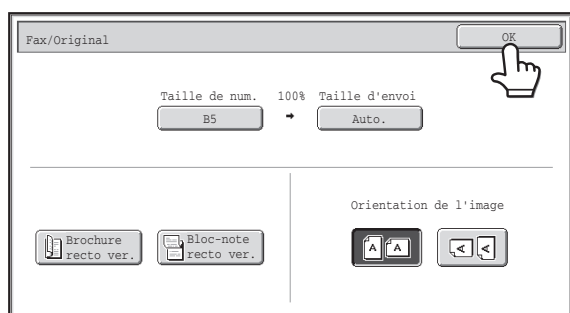 Fax/Original
OK
Taille de num. 100% Taille d'envoi
B5 → Auto.
Orientation de l'image
Brochure
recto ver.
Bloc-note
recto ver.
A A A A